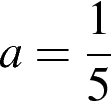 a = 1/5